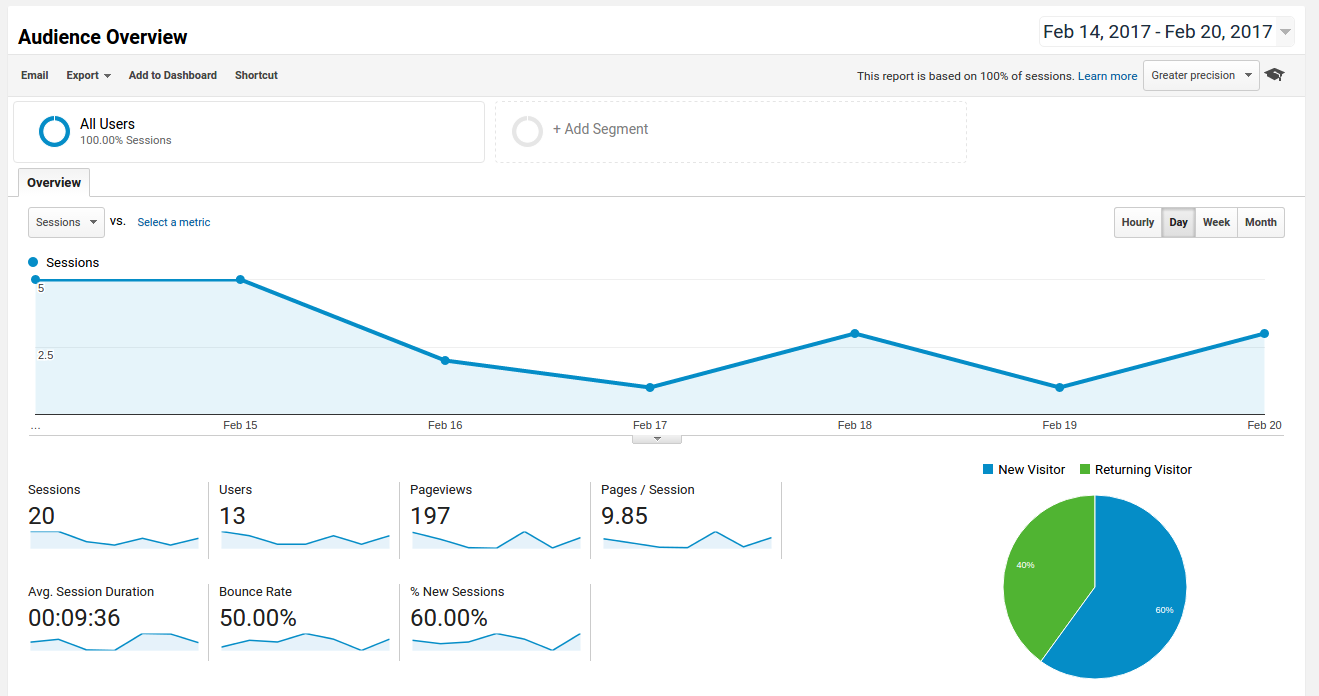 Audience Overview
Feb 14, 2017 - Feb 20, 2017
Email Export Add to Dashboard Shortcut
This report is based on 100% of sessions. Learn more Greater precision
All Users
100.00% Sessions
+ Add Segment
Overview
Sessions VS. Select a metric
Hourly Day Week Month
Sessions
5
2.5
... Feb 15 Feb 16 Feb 17 Feb 18 Feb 19 Feb 20
New Visitor Returning Visitor
Sessions Users Pageviews Pages / Session
20 13 197 9.85
Avg. Session Duration Bounce Rate % New Sessions
00:09:36 50.00% 60.00%
40%
60%